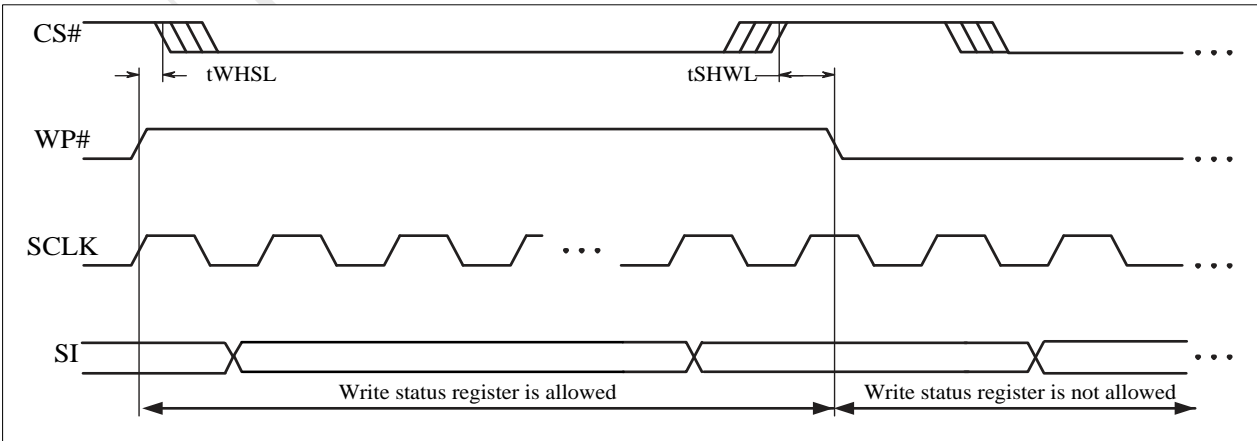 CS#
tWHSL
tSHWL
WP#
SCLK
SI
Write status register is allowed
Write status register is not allowed